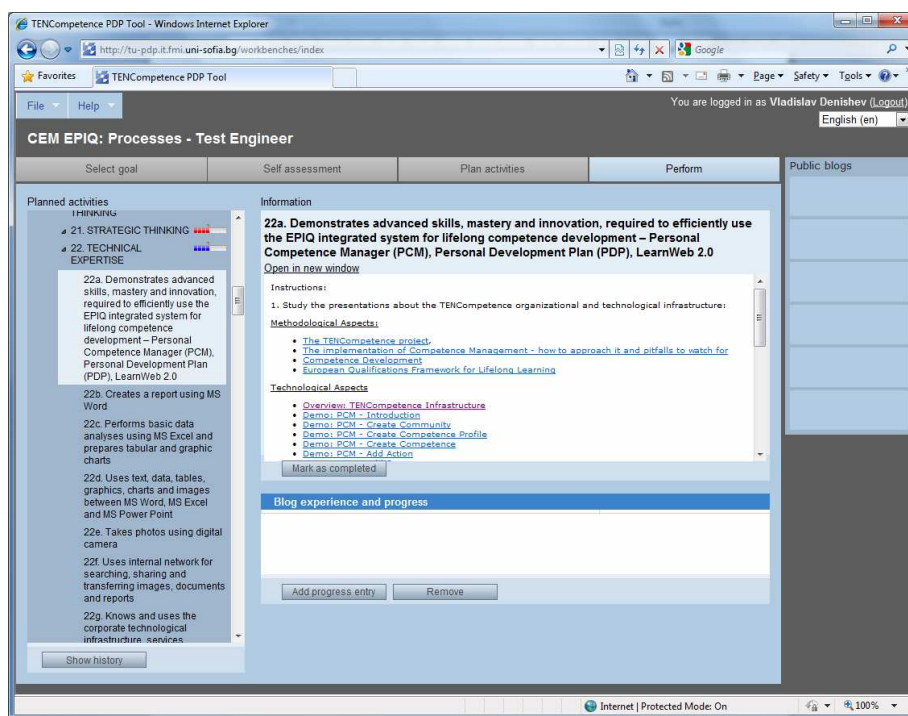 TENCompetence PDP Tool - Windows Internet Explorer
http://tu-pdp.it.fmi.uni-sofia.bg/workbenches/index
Google
Favorites
TENCompetence PDP Tool
Page
Safety
Tools
File
Help
You are logged in as Vladislav Denishev (Logout)
English (en)
CEM EPIQ: Processes - Test Engineer
Select goal
Self assessment
Plan activities
Perform
Public blogs
Planned activities
THINKING
21. STRATEGIC THINKING
22. TECHNICAL
EXPERTISE
22a. Demonstrates advanced
skills, mastery and innovation,
required to efficiently use the
EPIQ integrated system for
lifelong competence
development – Personal
Competence Manager (PCM),
Personal Development Plan
(PDP), LearnWeb 2.0
22b. Creates a report using MS
Word
22c. Performs basic data
analyses using MS Excel and
prepares tabular and graphic
charts
22d. Uses text, data, tables,
graphics, charts and images
between MS Word, MS Excel
and MS Power Point
22e. Takes photos using digital
camera
22f. Uses internal network for
searching, sharing and
transferring images, documents
and reports
22g. Knows and uses the
corporate technological
infrastructure, services
Show history
Information
22a. Demonstrates advanced skills, mastery and innovation, required to efficiently use
the EPIQ integrated system for lifelong competence development – Personal
Competence Manager (PCM), Personal Development Plan (PDP), LearnWeb 2.0
Open in new window
Instructions:
1. Study the presentations about the TENCompetence organizational and technological infrastructure:
Methodological Aspects:
The TENCompetence project.
The implementation of Competence Management - how to approach it and pitfalls to watch for
Competence Development
European Qualifications Framework for Lifelong Learning
Technological Aspects
Overview: TENCompetence Infrastructure
Demo: PCM - Introduction
Demo: PCM - Create Community
Demo: PCM - Create Competence Profile
Demo: PCM - Create Competence
Demo: PCM - Add Action
Mark as completed
Blog experience and progress
Add progress entry
Remove
Internet | Protected Mode: On
100%